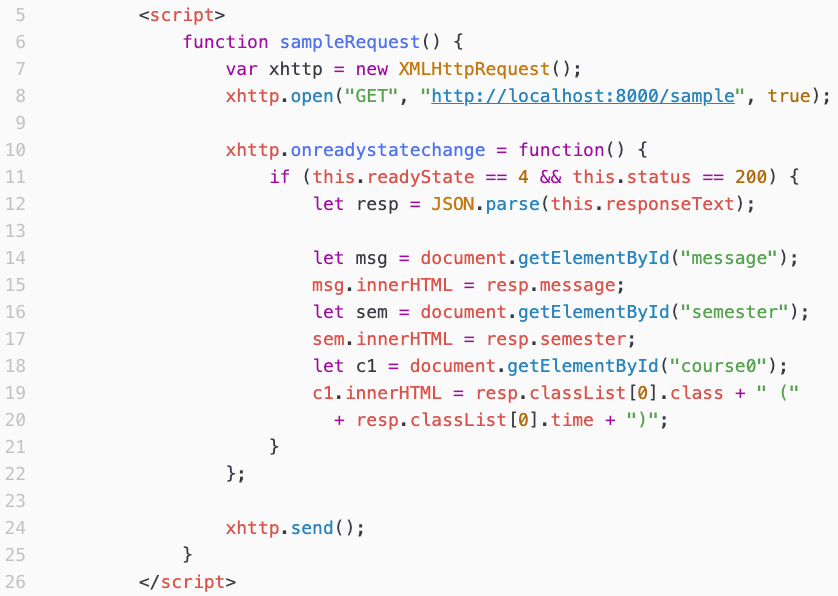 5 <script>
6 function sampleRequest() {
7 var xhttp = new XMLHttpRequest();
8 xhttp.open("GET", "http://localhost:8000/sample", true);
9
10 xhttp.onreadystatechange = function() {
11 if (this.readyState == 4 && this.status == 200) {
12 let resp = JSON.parse(this.responseText);
13
14 let msg = document.getElementById("message");
15 msg.innerHTML = resp.message;
16 let sem = document.getElementById("semester");
17 sem.innerHTML = resp.semester;
18 let c1 = document.getElementById("course0");
19 c1.innerHTML = resp.classList[0].class + " ("
20 + resp.classList[0].time + ")";
21 }
22 };
23
24 xhttp.send();
25 }
26 </script>